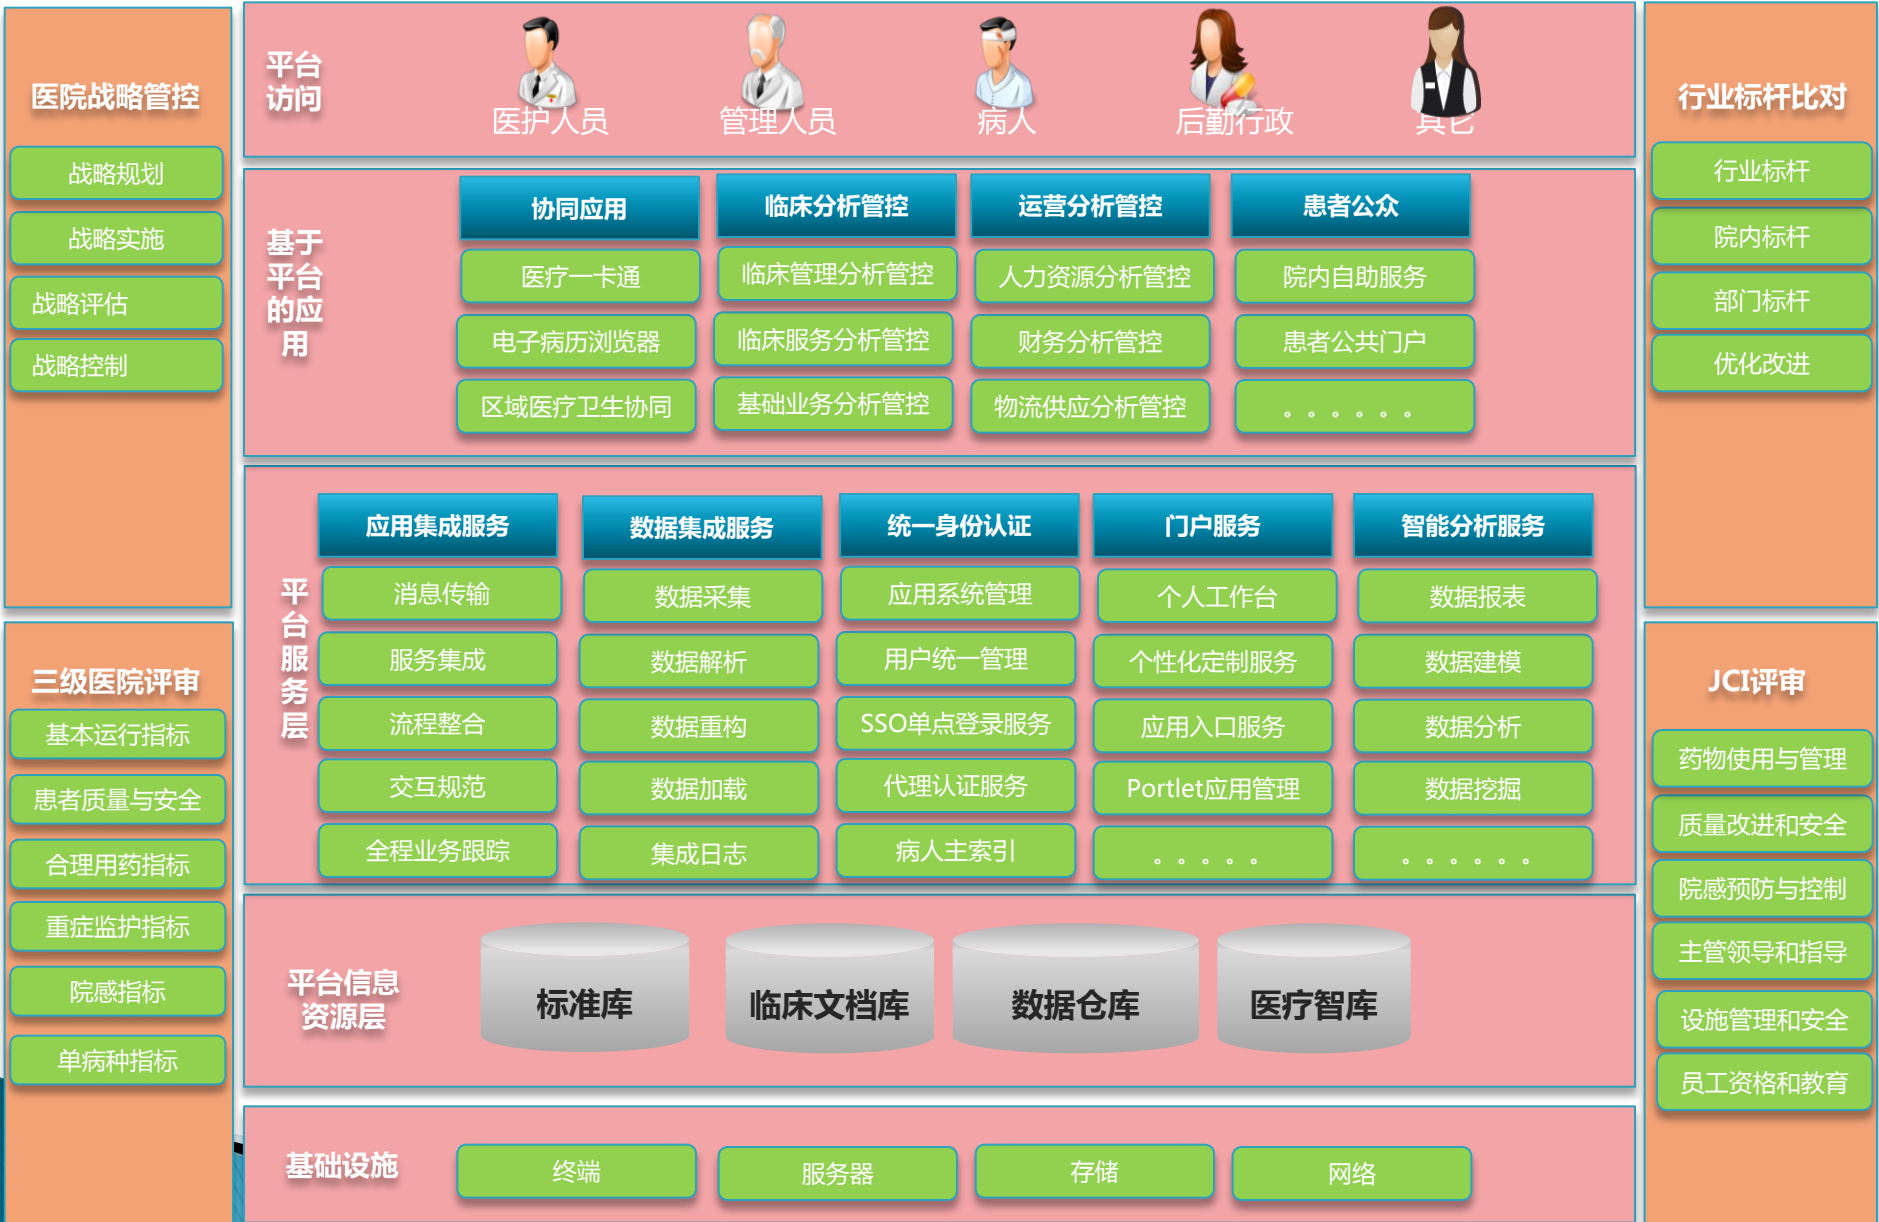 医院战略管控
战略规划
战略实施
战略评估
战略控制
三级医院评审
基本运行指标
患者质量与安全
合理用药指标
重症监护指标
院感指标
单病种指标
平台
访问
医护人员
管理人员
病人
后勤行政
其它
基于
平台
的应
用
协同应用
医疗一卡通
电子病历浏览器
区域医疗卫生协同
临床分析管控
临床管理分析管控
临床服务分析管控
基础业务分析管控
运营分析管控
人力资源分析管控
财务分析管控
物流供应分析管控
患者公众
院内自助服务
患者公共门户
。。。。。。
平
台
服
务
层
应用集成服务
消息传输
服务集成
流程整合
交互规范
全程业务跟踪
数据集成服务
数据采集
数据解析
数据重构
数据加载
集成日志
统一身份认证
应用系统管理
用户统一管理
SSO单点登录服务
代理认证服务
病人主索引
门户服务
个人工作台
个性化定制服务
应用入口服务
Portlet应用管理
。。。。。
智能分析服务
数据报表
数据建模
数据分析
数据挖掘
。。。。。。
平台信息
资源层
标准库
临床文档库
数据仓库
医疗智库
基础设施
终端
服务器
存储
网络
行业标杆比对
行业标杆
院内标杆
部门标杆
优化改进
JCI评审
药物使用与管理
质量改进和安全
院感预防与控制
主管领导和指导
设施管理和安全
员工资格和教育